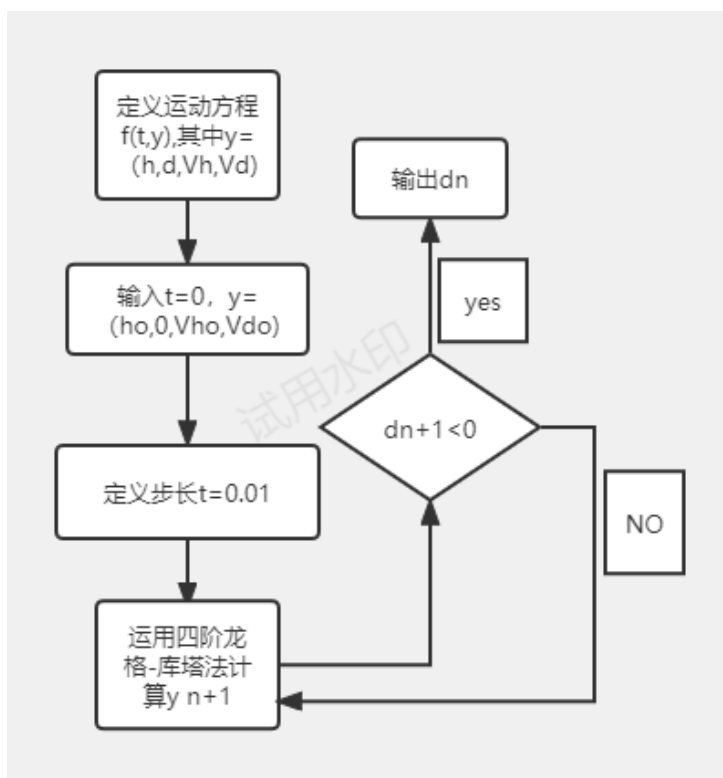 定义运动方程
f(t,y),其中y=
（h,d,Vh,Vd)
输入t=0，y=
（ho,0,Vho,Vdo)
定义步长t=0.01
运用四阶龙
格-库塔法计
算y n+1
输出dn
yes
dn+1<0
NO
试用水印